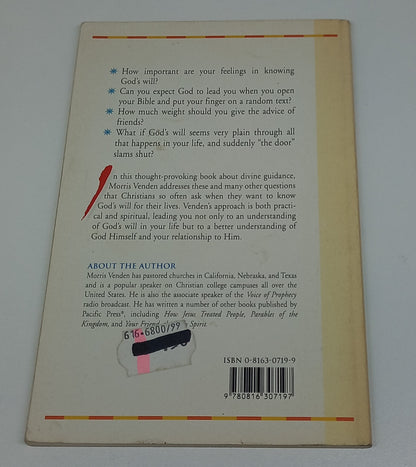 * How important are your feelings in knowing
God's will?
* Can you expect God to lead you when you open
your Bible and put your finger on a random text?
* How much weight should you give the advice of
friends?
* What if God's will seems very plain through all
that happens in your life, and suddenly "the door"
slams shut?
In this thought-provoking book about divine guidance,
Morris Venden addresses these and many other questions
that Christians so often ask when they want to know
God's will for their lives. Venden's approach is both practi-
cal and spiritual, leading you not only to an understanding
of God's will in your life but to a better understanding of
God Himself and your relationship to Him.
ABOUT THE AUTHOR
Morris Venden has pastored churches in California, Nebraska, and Texas
and is a popular speaker on Christian college campuses all over the
United States. He is also the associate speaker of the Voice of Prophecy
radio broadcast. He has written a number of other books published by
Pacific Press®, including How Jesus Treated People, Parables of the
Kingdom, and Your Friend, Spirit.
616-6800/99
ISBN 0-8163-0719-9
9 780816 307197